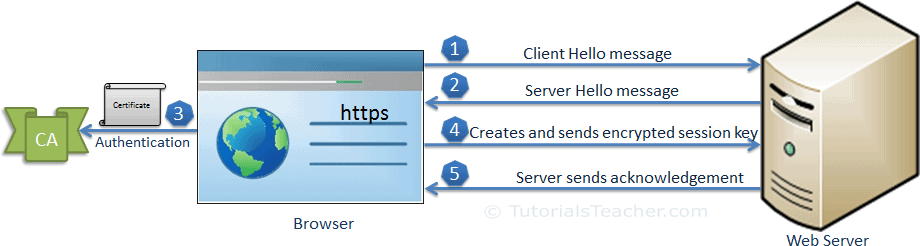 1
Client Hello message
2
Server Hello message
Certificate
3
https
CA
Authentication
4
Creates and sends encrypted session key
5
Server sends acknowledgement
© TutorialsTeacher.com
Browser
Web Server